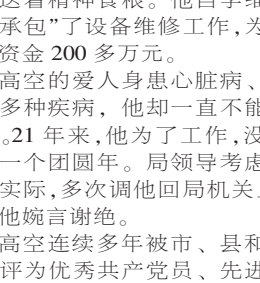 送着精神食粮。他自学维
承包”了设备维修工作,为
资金 200 多万元。
高空的爱人身患心脏病、
多种疾病，他却一直不能
。21 年来,他为了工作,没
一个团圆年。局领导考虑
实际,多次调他回局机关上
他婉言谢绝。
高空连续多年被市、县和
评为优秀共产党员、先进